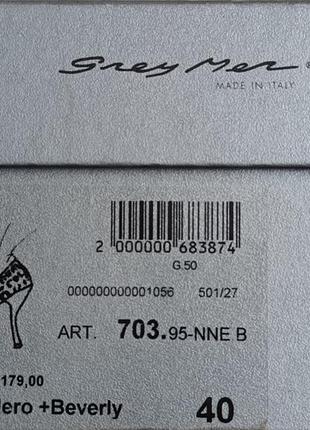 Grey Mer ®
MADE IN ITALY
2 000000 683874
G.50
000000000001056 501/27
ART. 703.95-NNE B
179,00
Nero +Beverly 40